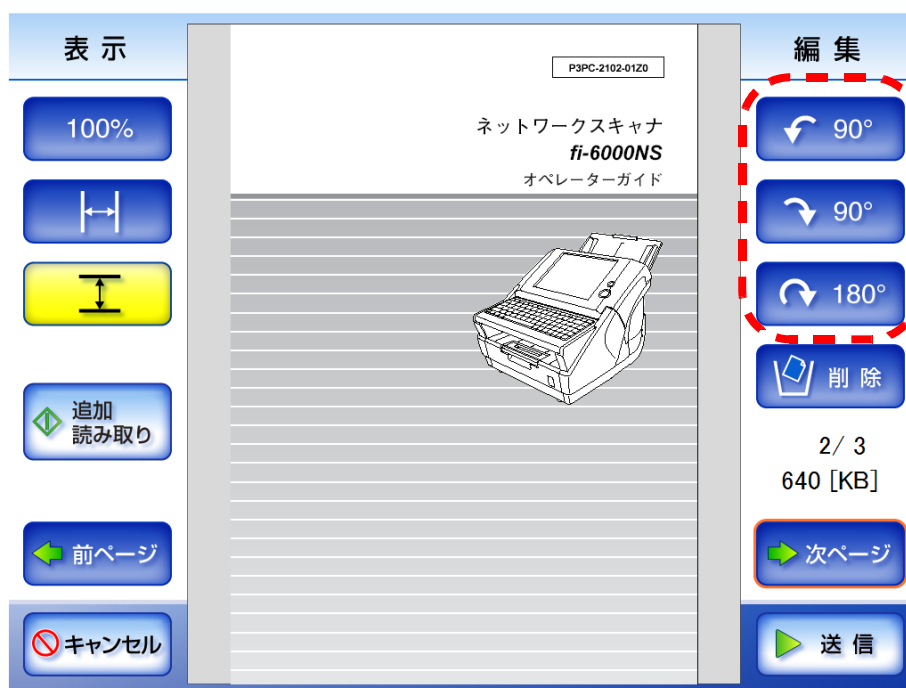 表 示
100%
追加
読み取り
前ページ
キャンセル
P3PC-2102-01Z0
ネットワークスキャナ
fi-6000NS
オペレーターガイド
編 集
90°
90°
180°
削 除
2/ 3
640 [KB]
次ページ
送 信